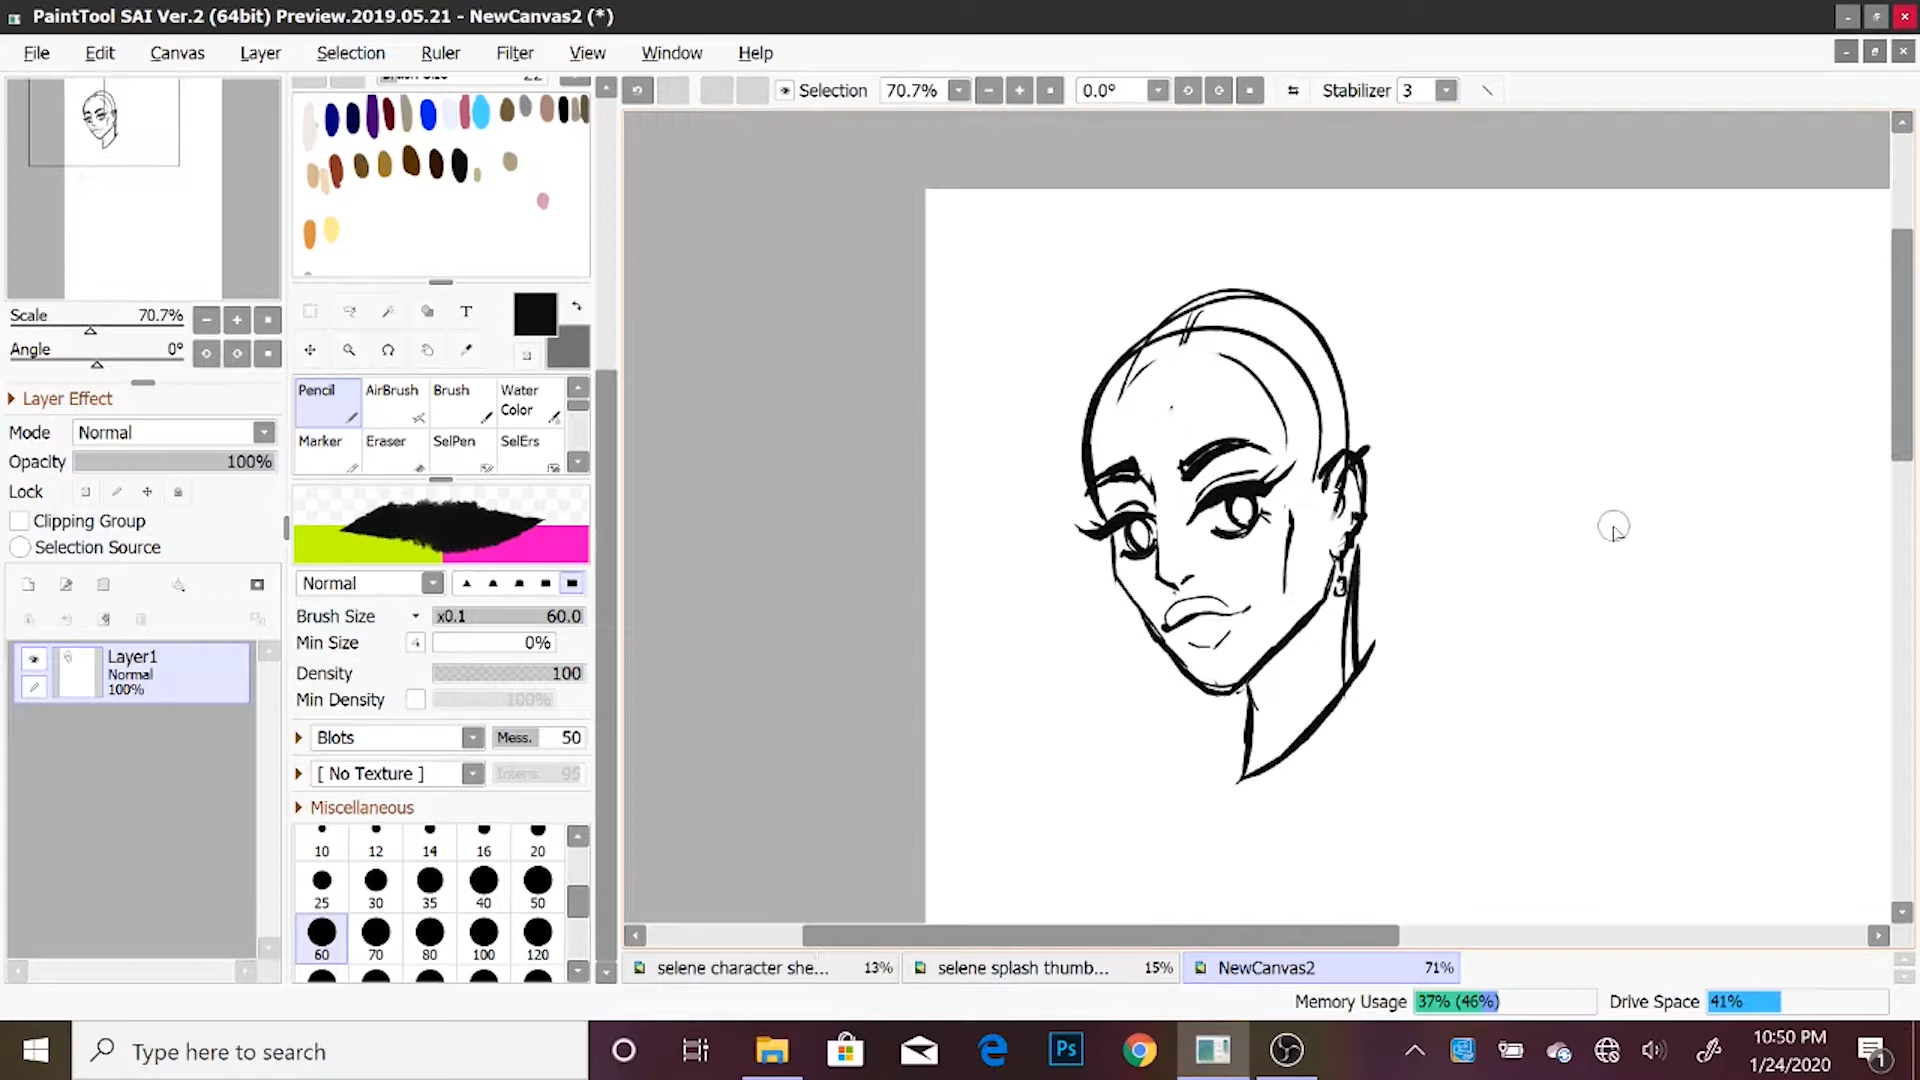 PaintTool SAI Ver.2 (64bit) Preview.2019.05.21 - NewCanvas2 (*)
File Edit Canvas Layer Selection Ruler Filter View Window Help
Selection 70.7% 0.0° Stabilizer 3
Scale 70.7%
Angle 0°
Layer Effect
Mode Normal
Opacity 100%
Lock
Clipping Group
Selection Source
Layer1
Normal
100%
T
Pencil AirBrush Brush Water Color
Marker Eraser SelPen SelErs
Normal
Brush Size x0.1 60.0
Min Size 0%
Density 100
Min Density 100%
Blots Mess. 50
[ No Texture ] Intens. 95
Miscellaneous
10 12 14 16 20
25 30 35 40 50
60 70 80 100 120
selene character she... 13% selene splash thumb... 15% NewCanvas2 71%
Memory Usage 37% (46%) Drive Space 41%
Type here to search
Ps
10:50 PM
1/24/2020
1